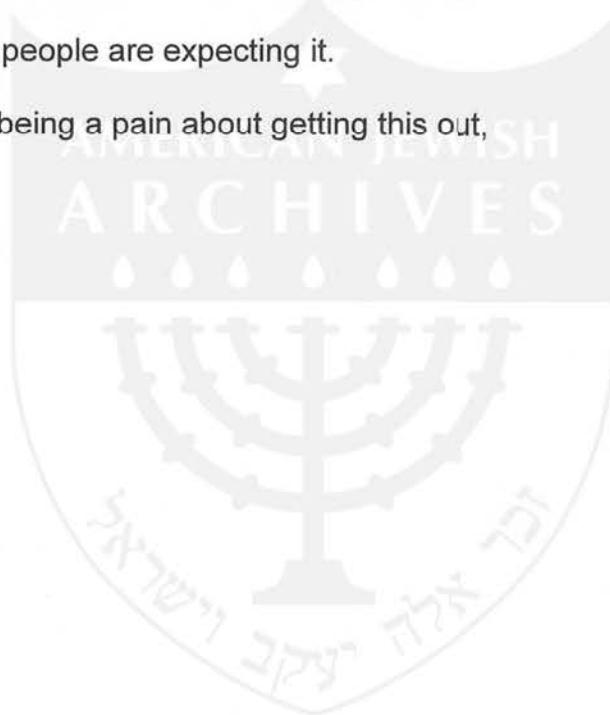 people are expecting it.
being a pain about getting this out,
AMERICAN JEWISH
ARCHIVES
זכר אלה יעקב וישראל